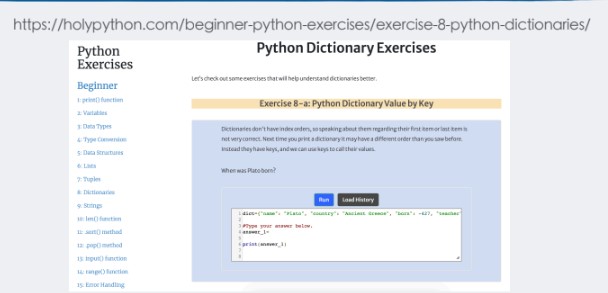 https://holypython.com/beginner-python-exercises/exercise-8-python-dictionaries/
Python
Exercises
Beginner
1: print() function
2: Variables
3: Data Types
4: Type Conversion
5: Data Structures
6: Lists
7: Tuples
8: Dictionaries
9: Strings
10: len() function
11: .sort() method
12: .pop() method
13: input() function
14: range() function
15: Error Handling
Python Dictionary Exercises
Let's check out some exercises that will help understand dictionaries better.
Exercise 8-a: Python Dictionary Value by Key
Dictionaries don't have index orders, so speaking about them regarding their first item or last item is
not very correct. Next time you print a dictionary it may have a different order than you saw before.
Instead they have keys, and we can use keys to call their values.
When was Plato born?
Run Load History
1 dict={"name": "Plato", "country": "Ancient Greece", "born": -427, "teacher
2
3 #Type your answer below.
4 answer_1=
5
6 print(answer_1)
7
8